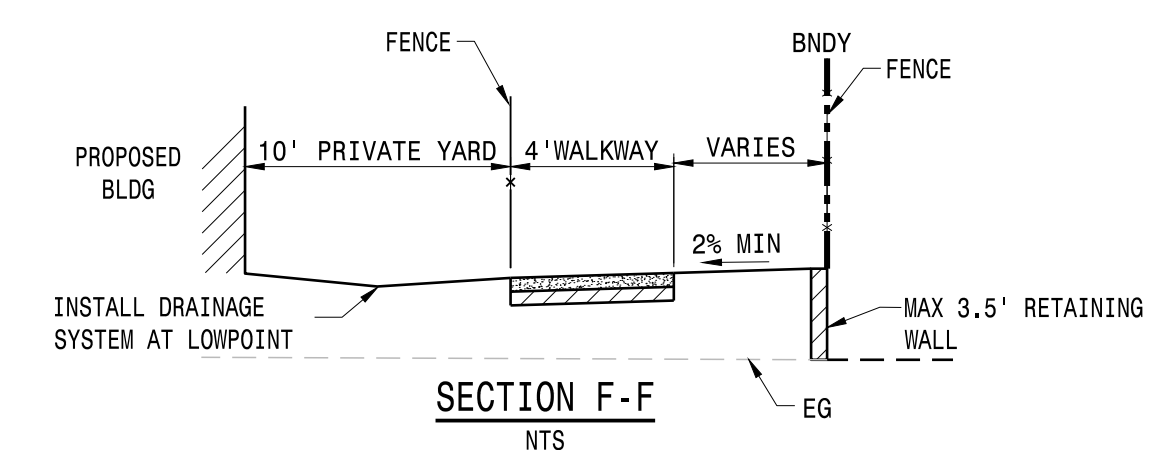 FENCE
BNDY
FENCE
PROPOSED
BLDG
10' PRIVATE YARD
4'WALKWAY
VARIES
2% MIN
INSTALL DRAINAGE
SYSTEM AT LOWPOINT
MAX 3.5' RETAINING
WALL
EG
SECTION F-F
NTS